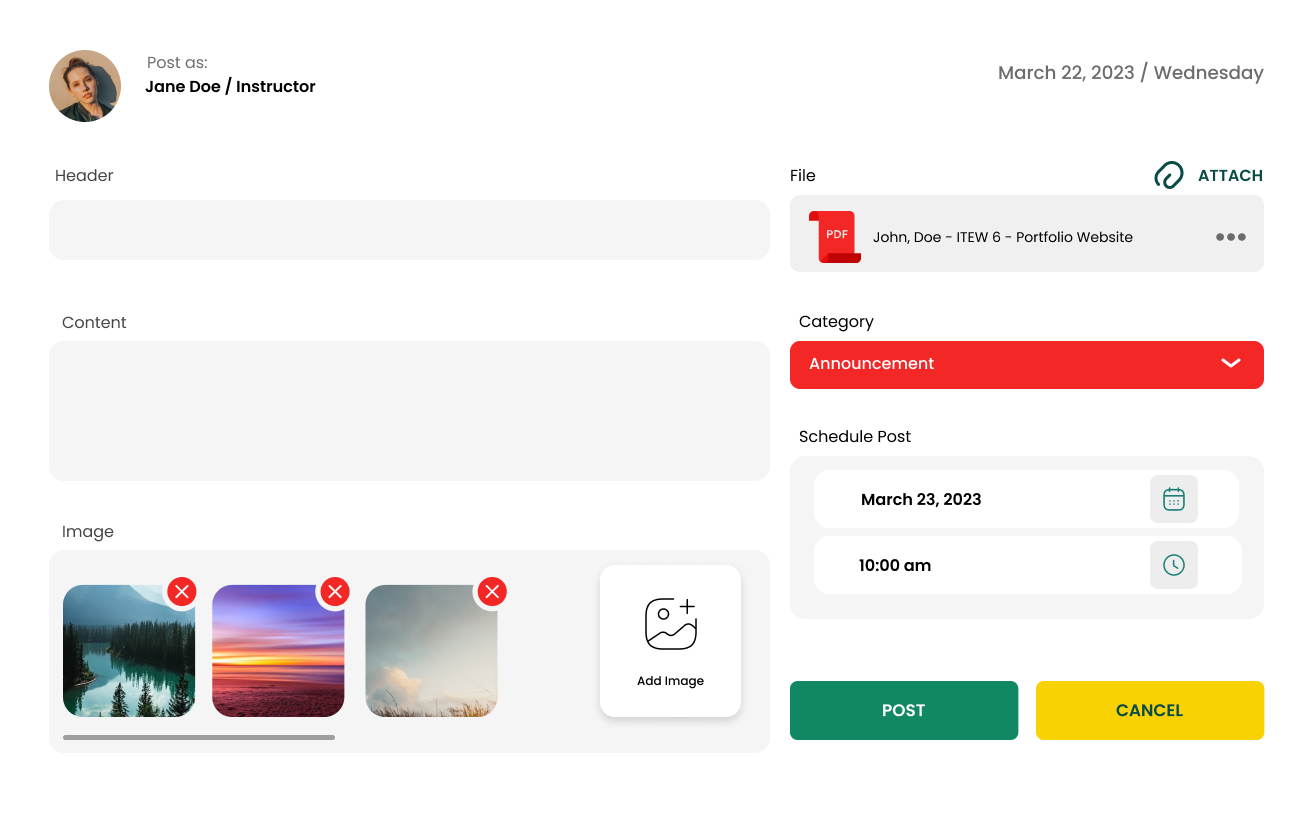 Post as:
Jane Doe / Instructor
March 22, 2023 / Wednesday
Header
Content
Image
Add Image
File
ATTACH
PDF
John, Doe - ITEW 6 - Portfolio Website
Category
Announcement
Schedule Post
March 23, 2023
10:00 am
POST
CANCEL